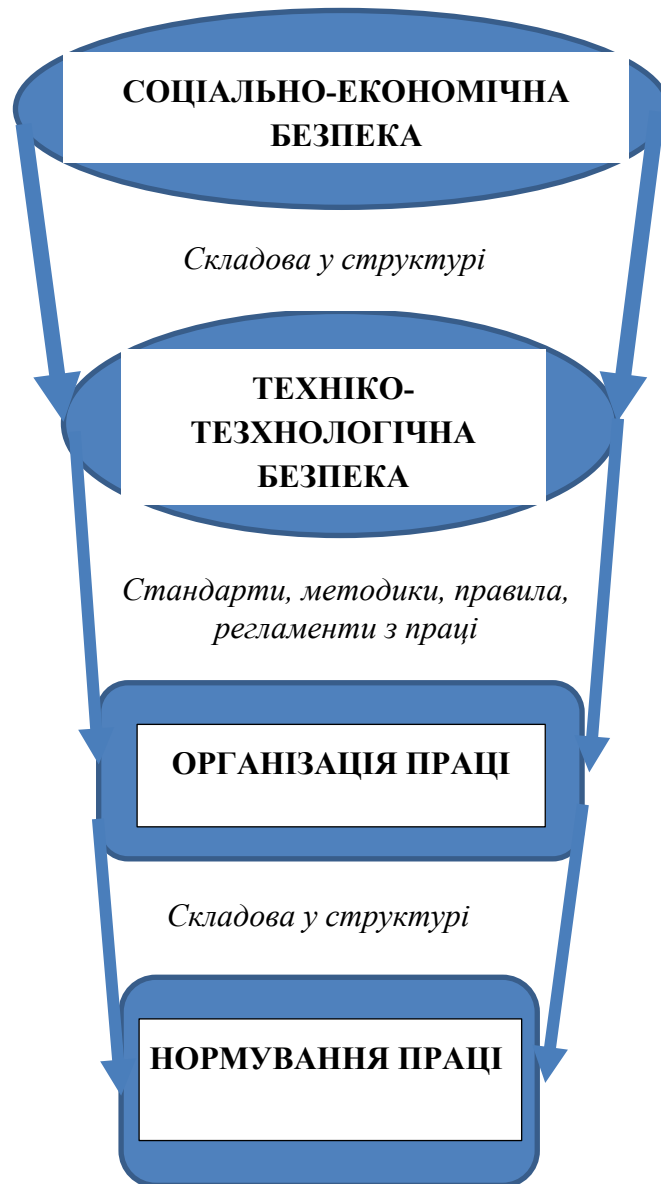 СОЦІАЛЬНО-ЕКОНОМІЧНА
БЕЗПЕКА
Складова у структурі
ТЕХНІКО-
ТЕЗХНОЛОГІЧНА
БЕЗПЕКА
Стандарти, методики, правила,
регламенти з праці
ОРГАНІЗАЦІЯ ПРАЦІ
Складова у структурі
НОРМУВАННЯ ПРАЦІ